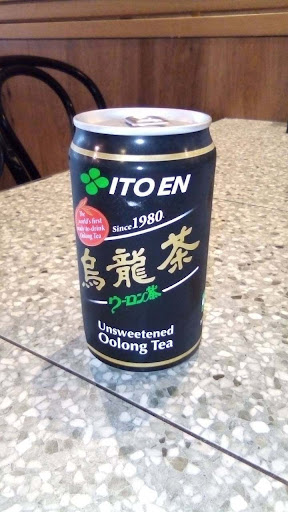 ITO EN
The
world's first
ready-to-drink
Oolong Tea
Since 1980
烏龍茶
ウーロン茶
Unsweetened
Oolong Tea